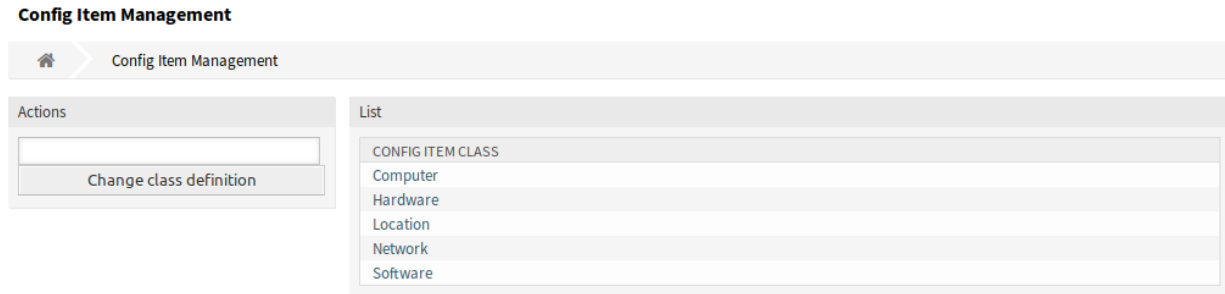 Config Item Management
Config Item Management
Actions
Change class definition
List
CONFIG ITEM CLASS
Computer
Hardware
Location
Network
Software